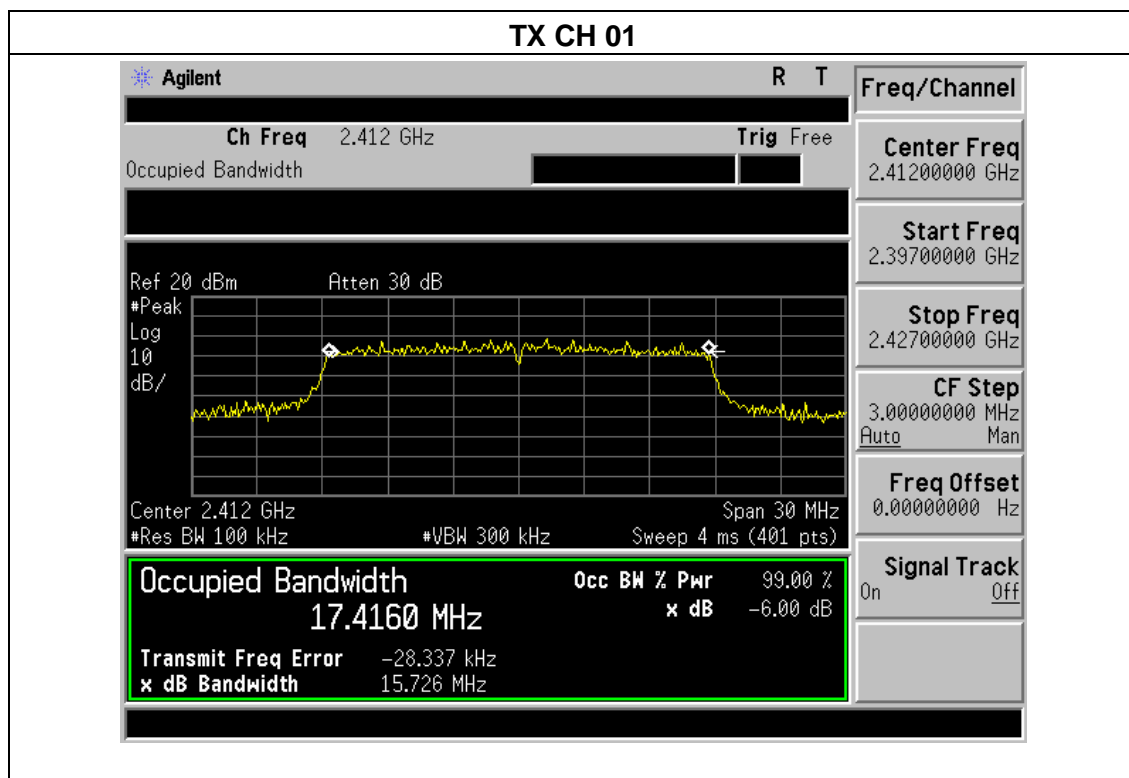 TX CH 01
Agilent R T
Ch Freq 2.412 GHz Trig Free
Occupied Bandwidth
Ref 20 dBm Atten 30 dB
#Peak
Log
10
dB/
Center 2.412 GHz Span 30 MHz
#Res BW 100 kHz #VBW 300 kHz Sweep 4 ms (401 pts)
Occupied Bandwidth Occ BW % Pwr 99.00 %
17.4160 MHz x dB -6.00 dB
Transmit Freq Error -28.337 kHz
x dB Bandwidth 15.726 MHz
Freq/Channel
Center Freq
2.41200000 GHz
Start Freq
2.39700000 GHz
Stop Freq
2.42700000 GHz
CF Step
3.00000000 MHz
Auto Man
Freq Offset
0.00000000 Hz
Signal Track
On Off